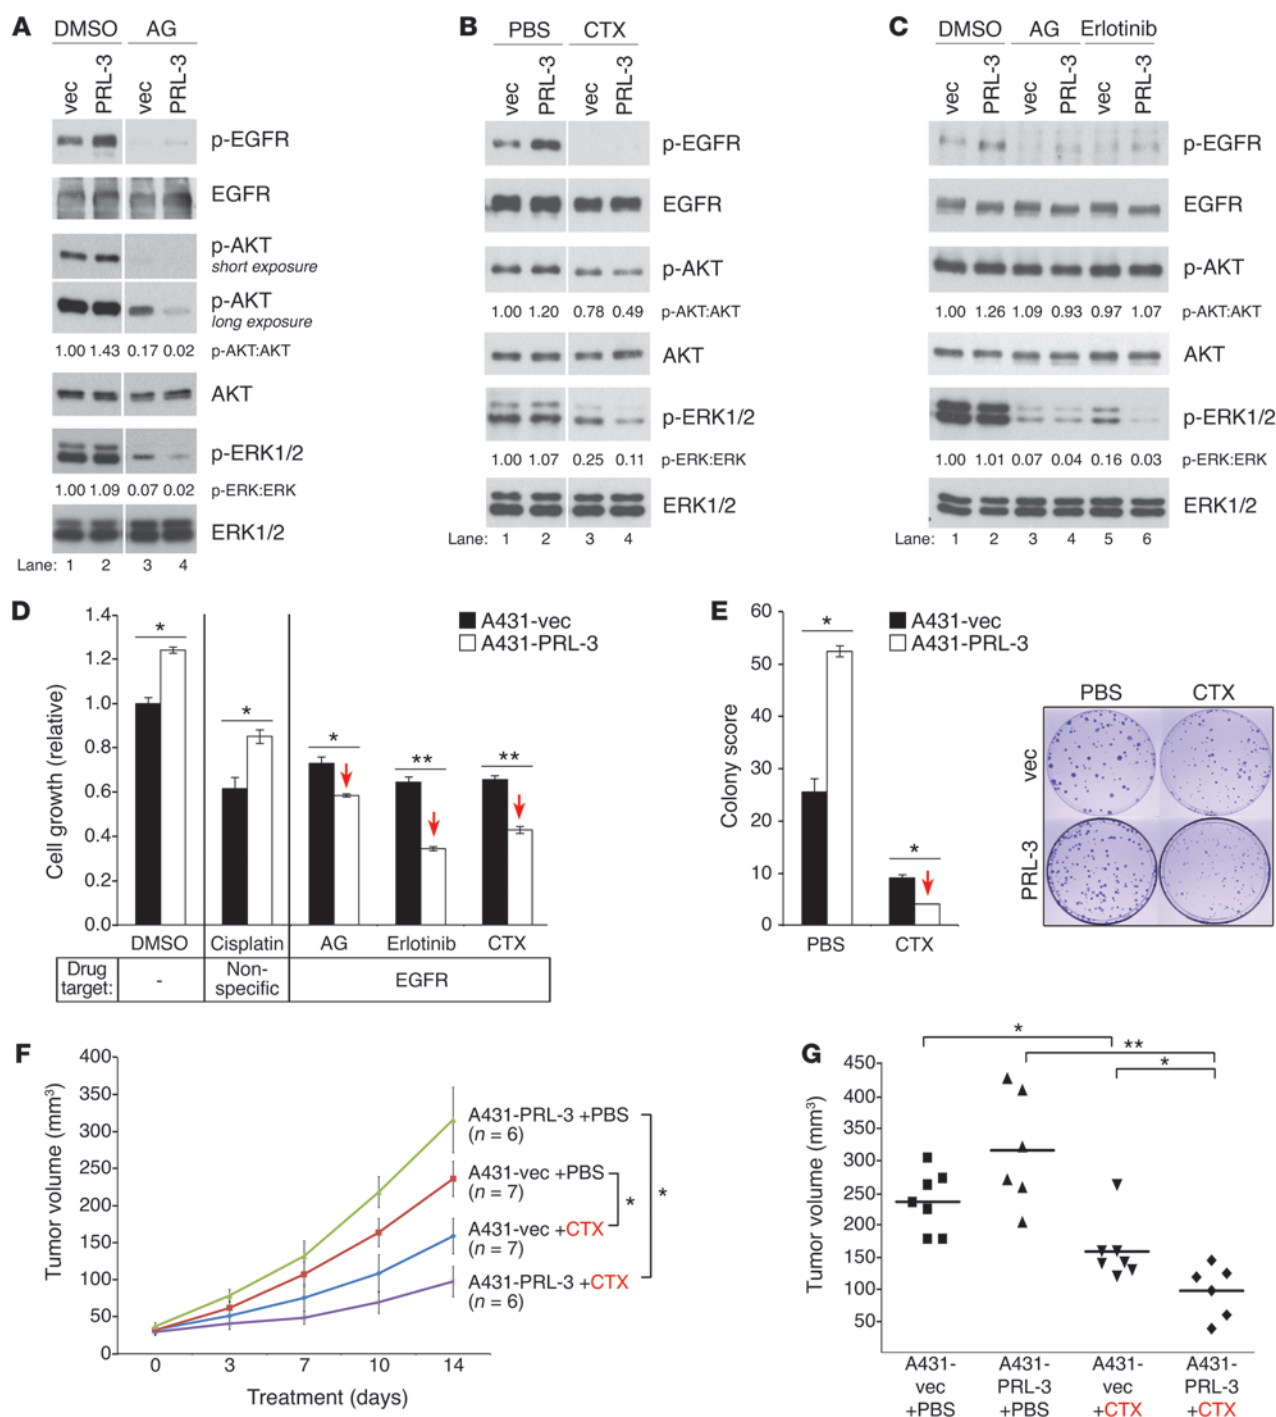 A
DMSO AG
vec PRL-3 vec PRL-3
p-EGFR
EGFR
p-AKT
short exposure
p-AKT
long exposure
1.00 1.43 0.17 0.02 p-AKT:AKT
AKT
p-ERK1/2
1.00 1.09 0.07 0.02 p-ERK:ERK
ERK1/2
Lane: 1 2 3 4
B
PBS CTX
vec PRL-3 vec PRL-3
p-EGFR
EGFR
p-AKT
1.00 1.20 0.78 0.49 p-AKT:AKT
AKT
p-ERK1/2
1.00 1.07 0.25 0.11 p-ERK:ERK
ERK1/2
Lane: 1 2 3 4
C
DMSO AG Erlotinib
vec PRL-3 vec PRL-3 vec PRL-3
p-EGFR
EGFR
p-AKT
1.00 1.26 1.09 0.93 0.97 1.07 p-AKT:AKT
AKT
p-ERK1/2
1.00 1.01 0.07 0.04 0.16 0.03 p-ERK:ERK
ERK1/2
Lane: 1 2 3 4 5 6
D
Cell growth (relative)
1.4
1.2
1.0
0.8
0.6
0.4
0.2
0.0
A431-vec
A431-PRL-3
* * * ** **
DMSO Cisplatin AG Erlotinib CTX
Drug target: - Non-specific EGFR
E
Colony score
60
50
40
30
20
10
0
A431-vec
A431-PRL-3
* *
PBS CTX
PBS CTX
vec
PRL-3
F
Tumor volume (mm³)
400
350
300
250
200
150
100
50
0
0 3 7 10 14
Treatment (days)
A431-PRL-3 +PBS
(n = 6)
A431-vec +PBS
(n = 7)
A431-vec +CTX
(n = 7)
A431-PRL-3 +CTX
(n = 6)
* *
G
Tumor volume (mm³)
450
400
350
300
250
200
150
100
50
*
**
*
A431- A431- A431- A431-
vec PRL-3 vec PRL-3
+PBS +PBS +CTX +CTX